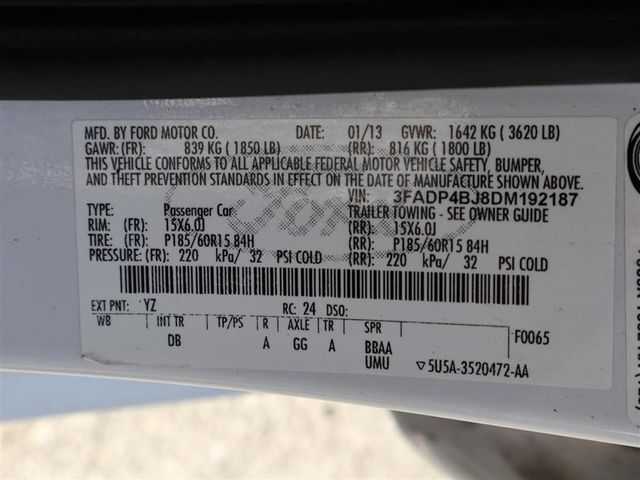 MFD. BY FORD MOTOR CO. DATE: 01/13 GVWR: 1642 KG ( 3620 LB)
GAWR: (FR): 839 KG ( 1850 LB) (RR): 816 KG ( 1800 LB)
THIS VEHICLE CONFORMS TO ALL APPLICABLE FEDERAL MOTOR VEHICLE SAFETY, BUMPER,
AND THEFT PREVENTION STANDARDS IN EFFECT ON THE DATE OF MANUFACTURE SHOWN ABOVE.
VIN: 3FADP4BJ8DM192187
TYPE: Passenger Car TRAILER TOWING - SEE OWNER GUIDE
RIM: (FR): 15X6.0J (RR): 15X6.0J
TIRE: (FR): P185/60R15 84H (RR): P185/60R15 84H
PRESSURE: (FR): 220 kPa/ 32 PSI COLD (RR): 220 kPa/ 32 PSI COLD
EXT PNT: YZ RC: 24 DSO:
WB INT TR TP/PS R AXLE TR SPR F0065
DB A GG A BBAA
UMU ▽5U5A-3520472-AA
Ford